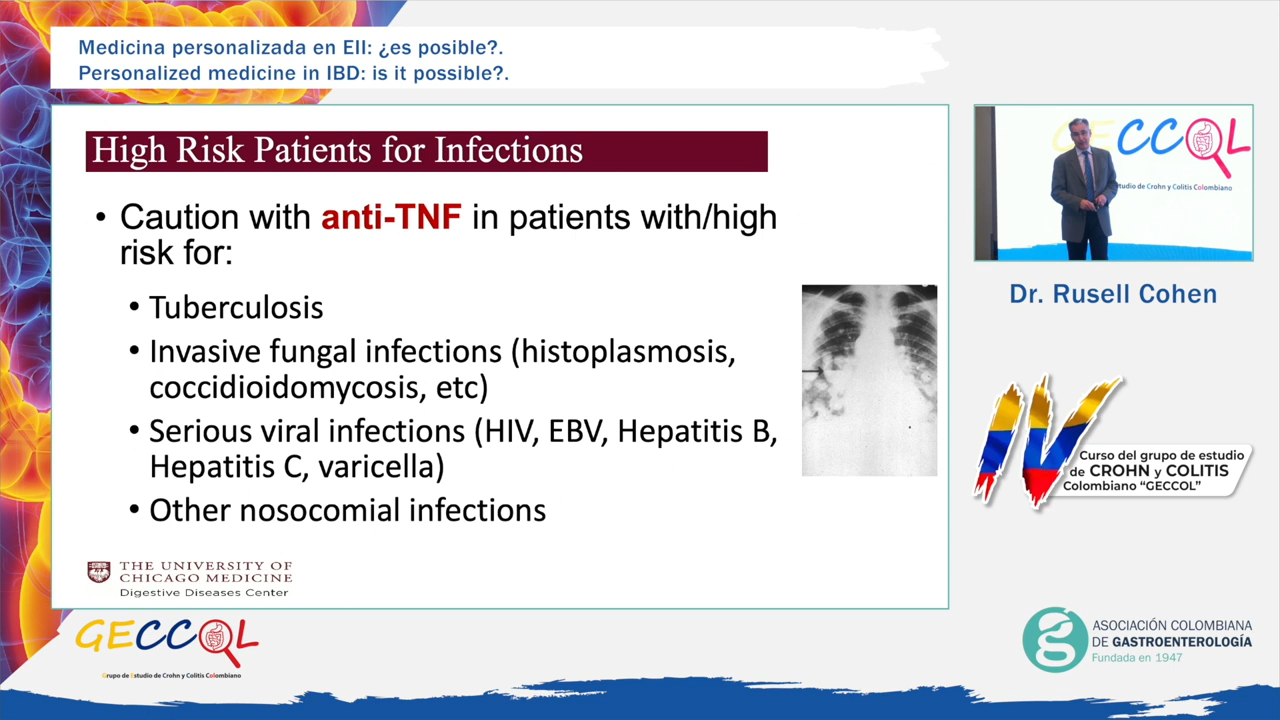 Medicina personalizada en EII: ¿es posible?.
Personalized medicine in IBD: is it possible?.
High Risk Patients for Infections
• Caution with anti-TNF in patients with/high
risk for:
• Tuberculosis
• Invasive fungal infections (histoplasmosis,
coccidioidomycosis, etc)
• Serious viral infections (HIV, EBV, Hepatitis B,
Hepatitis C, varicella)
• Other nosocomial infections
THE UNIVERSITY OF
CHICAGO MEDICINE
Digestive Diseases Center
GECCOL
Grupo de Estudio de Crohn y Colitis Colombiano
GECCOL
tudio de Crohn y Colitis Colombiano
Dr. Rusell Cohen
IV
Curso del grupo de estudio
de CROHN y COLITIS
Colombiano “GECCOL”
ASOCIACIÓN COLOMBIANA
DE GASTROENTEROLOGÍA
Fundada en 1947